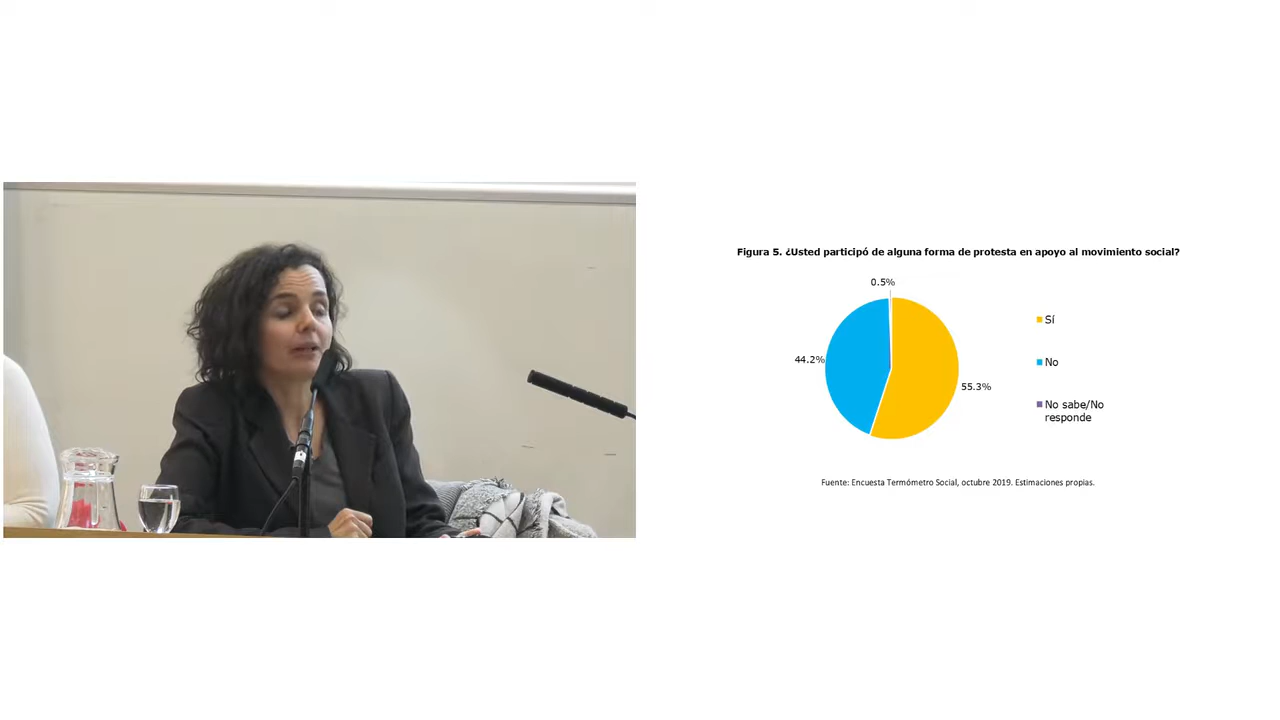 Figura 5. ¿Usted participó de alguna forma de protesta en apoyo al movimiento social?
0.5%
44.2%
55.3%
Sí
No
No sabe/No
responde
Fuente: Encuesta Termómetro Social, octubre 2019. Estimaciones propias.